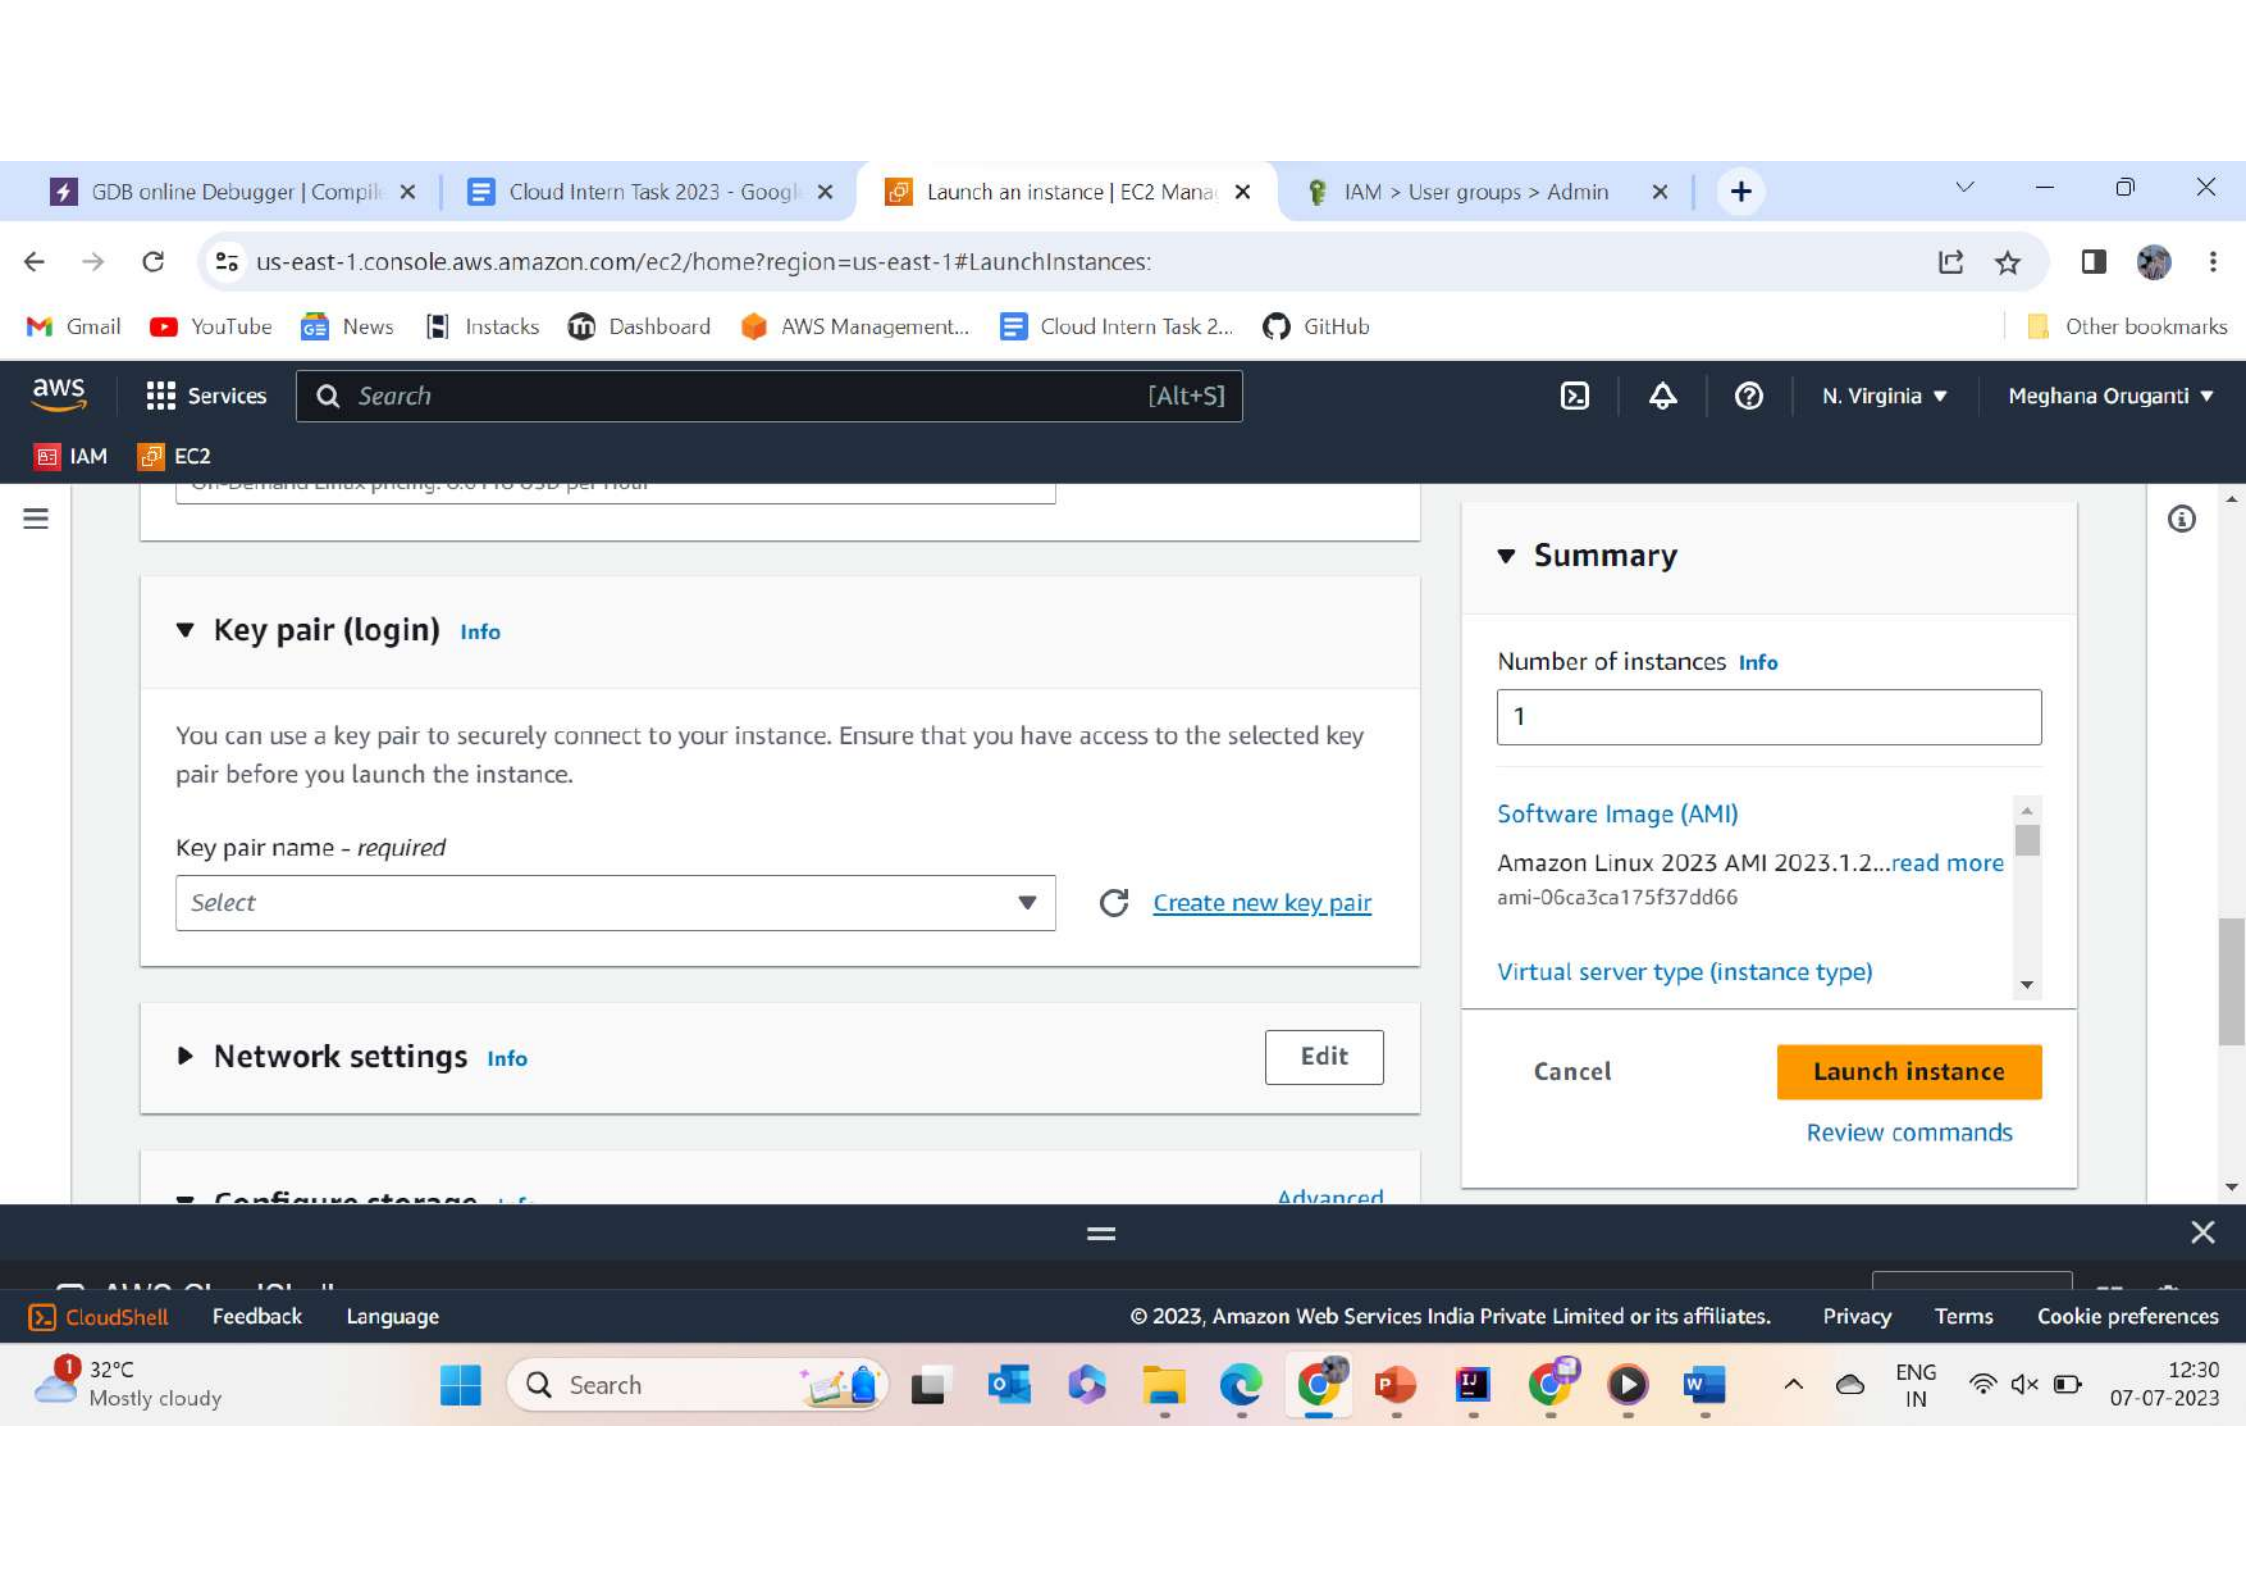 GDB online Debugger | Compile
Cloud Intern Task 2023 - Googl
Launch an instance | EC2 Mana
IAM > User groups > Admin
us-east-1.console.aws.amazon.com/ec2/home?region=us-east-1#LaunchInstances:
Gmail
YouTube
GE
News
Instacks
Dashboard
AWS Management...
Cloud Intern Task 2...
GitHub
Other bookmarks
aws
Services
Search
[Alt+S]
N. Virginia
Meghana Oruganti
IAM
EC2
Key pair (login) Info
You can use a key pair to securely connect to your instance. Ensure that you have access to the selected key
pair before you launch the instance.
Key pair name - required
Select
Create new key pair
Network settings Info
Edit
Configure storage Info
Advanced
Summary
Number of instances Info
1
Software Image (AMI)
Amazon Linux 2023 AMI 2023.1.2...read more
ami-06ca3ca175f37dd66
Virtual server type (instance type)
Cancel
Launch instance
Review commands
CloudShell
Feedback
Language
© 2023, Amazon Web Services India Private Limited or its affiliates.
Privacy
Terms
Cookie preferences
1
32°C
Mostly cloudy
Search
ENG
IN
12:30
07-07-2023